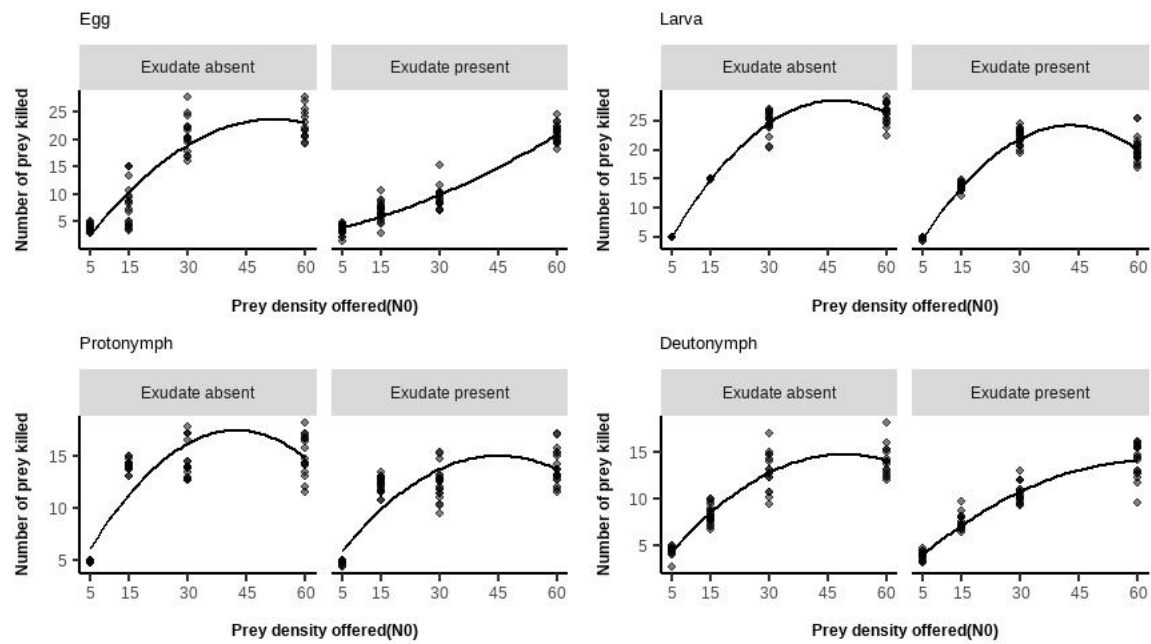 Egg
Exudate absent
Exudate present
Number of prey killed
25
20
15
10
5
5 15 30 45 60
5 15 30 45 60
Prey density offered(N0)
Larva
Exudate absent
Exudate present
Number of prey killed
25
20
15
10
5
5 15 30 45 60
5 15 30 45 60
Prey density offered(N0)
Protonymph
Exudate absent
Exudate present
Number of prey killed
15
10
5
5 15 30 45 60
5 15 30 45 60
Prey density offered(N0)
Deutonymph
Exudate absent
Exudate present
Number of prey killed
15
10
5
5 15 30 45 60
5 15 30 45 60
Prey density offered(N0)